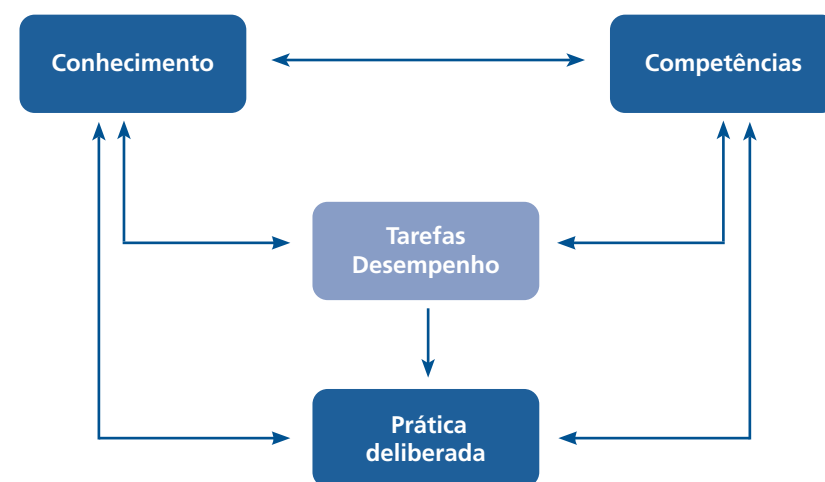 Conhecimento
Competências
Tarefas
Desempenho
Prática
deliberada